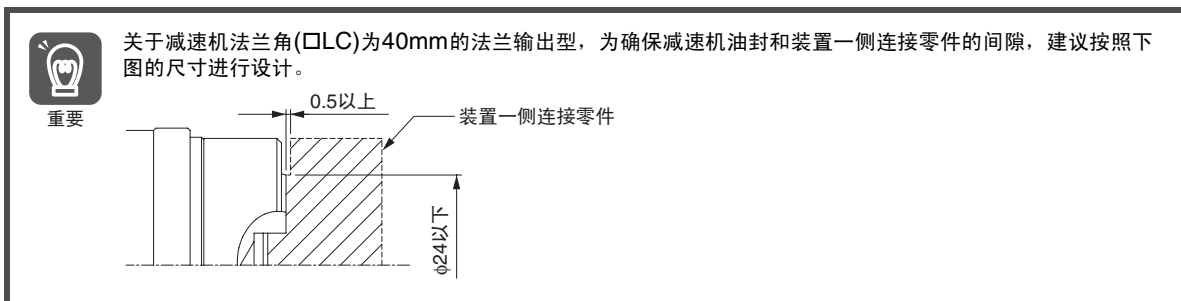 关于减速机法兰角(口LC)为40mm的法兰输出型，为确保减速机油封和装置一侧连接零件的间隙，建议按照下
图的尺寸进行设计。
重要
0.5以上
装置一侧连接零件
φ24以下